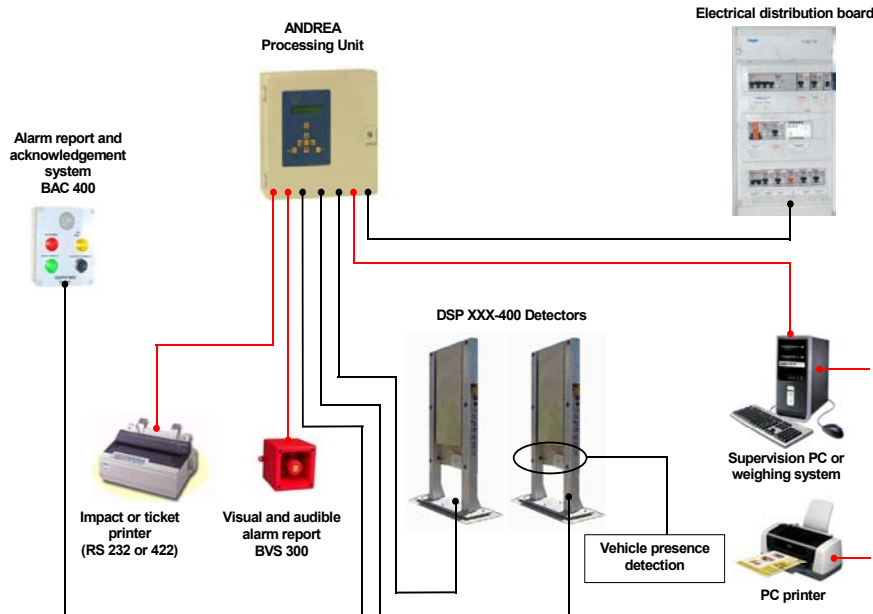 ANDREA
Processing Unit
Electrical distribution board
Alarm report and
acknowledgement
system
BAC 400
DSP XXX-400 Detectors
Impact or ticket
printer
(RS 232 or 422)
Visual and audible
alarm report
BVS 300
Vehicle presence
detection
Supervision PC or
weighing system
PC printer